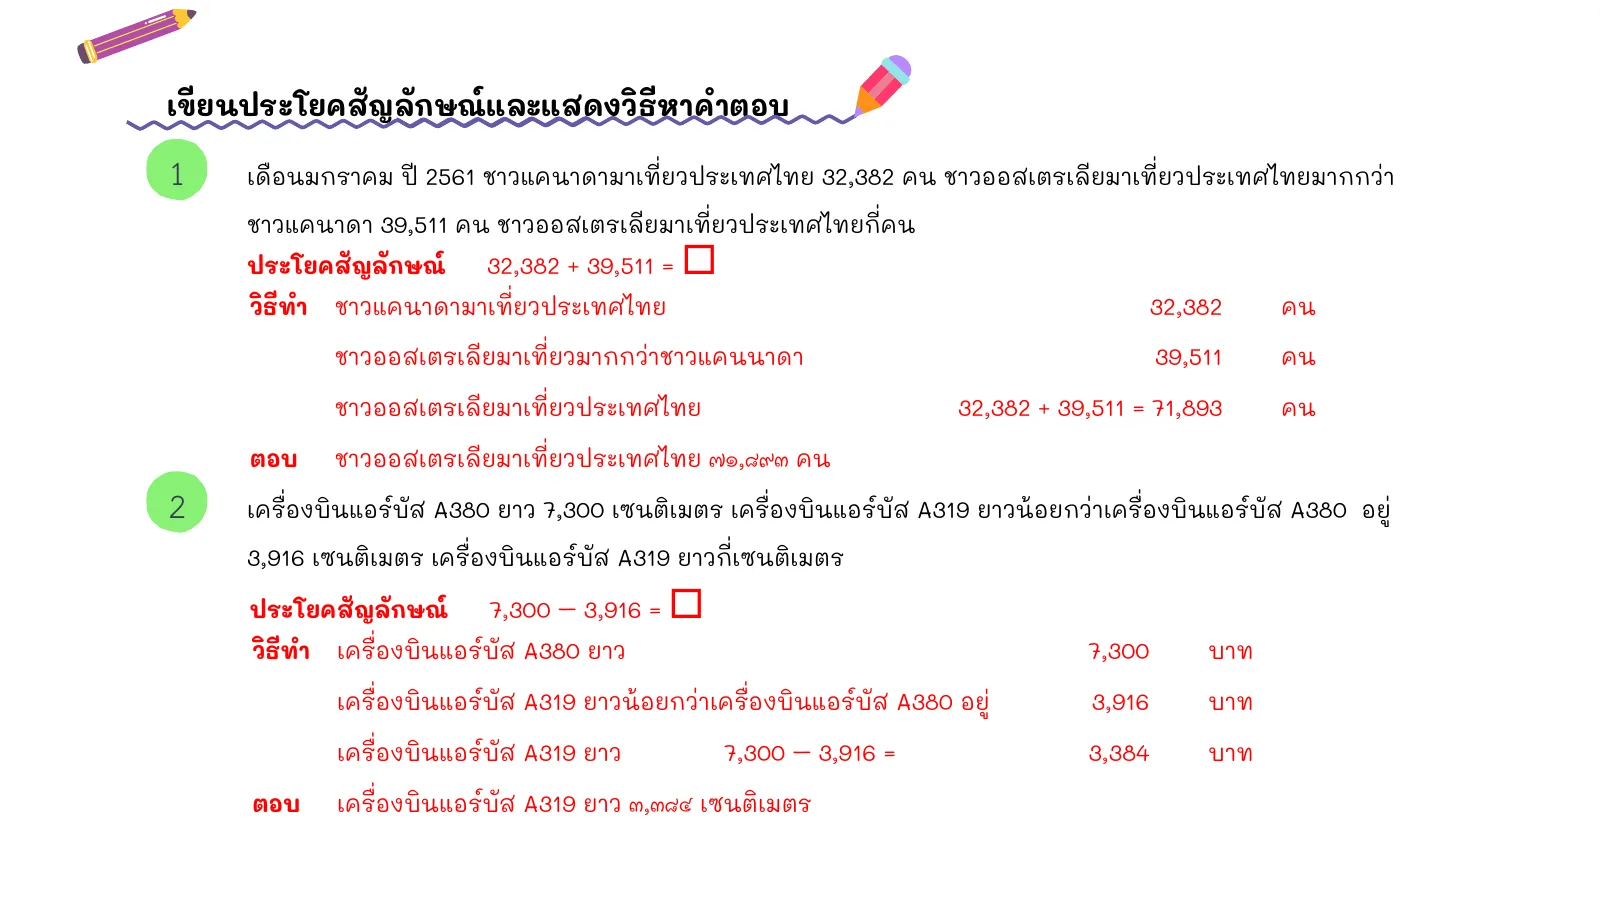 เขียนประโยคสัญลักษณ์และแสดงวิธีหาคำตอบ
1
เดือนมกราคม ปี 2561 ชาวแคนาดามาเที่ยวประเทศไทย 32,382 คน ชาวออสเตรเลียมาเที่ยวประเทศไทยมากกว่า
ชาวแคนาดา 39,511 คน ชาวออสเตรเลียมาเที่ยวประเทศไทยกี่คน
ประโยคสัญลักษณ์ 32,382 + 39,511 = □
วิธีทำ ชาวแคนาดามาเที่ยวประเทศไทย 32,382 คน
ชาวออสเตรเลียมาเที่ยวมากกว่าชาวแคนนาดา 39,511 คน
ชาวออสเตรเลียมาเที่ยวประเทศไทย 32,382 + 39,511 = 71,893 คน
ตอบ ชาวออสเตรเลียมาเที่ยวประเทศไทย ๗๑,๘๙๓ คน
2
เครื่องบินแอร์บัส A380 ยาว 7,300 เซนติเมตร เครื่องบินแอร์บัส A319 ยาวน้อยกว่าเครื่องบินแอร์บัส A380 อยู่
3,916 เซนติเมตร เครื่องบินแอร์บัส A319 ยาวกี่เซนติเมตร
ประโยคสัญลักษณ์ 7,300 – 3,916 = □
วิธีทำ เครื่องบินแอร์บัส A380 ยาว 7,300 บาท
เครื่องบินแอร์บัส A319 ยาวน้อยกว่าเครื่องบินแอร์บัส A380 อยู่ 3,916 บาท
เครื่องบินแอร์บัส A319 ยาว 7,300 – 3,916 = 3,384 บาท
ตอบ เครื่องบินแอร์บัส A319 ยาว ๓,๓๘๔ เซนติเมตร